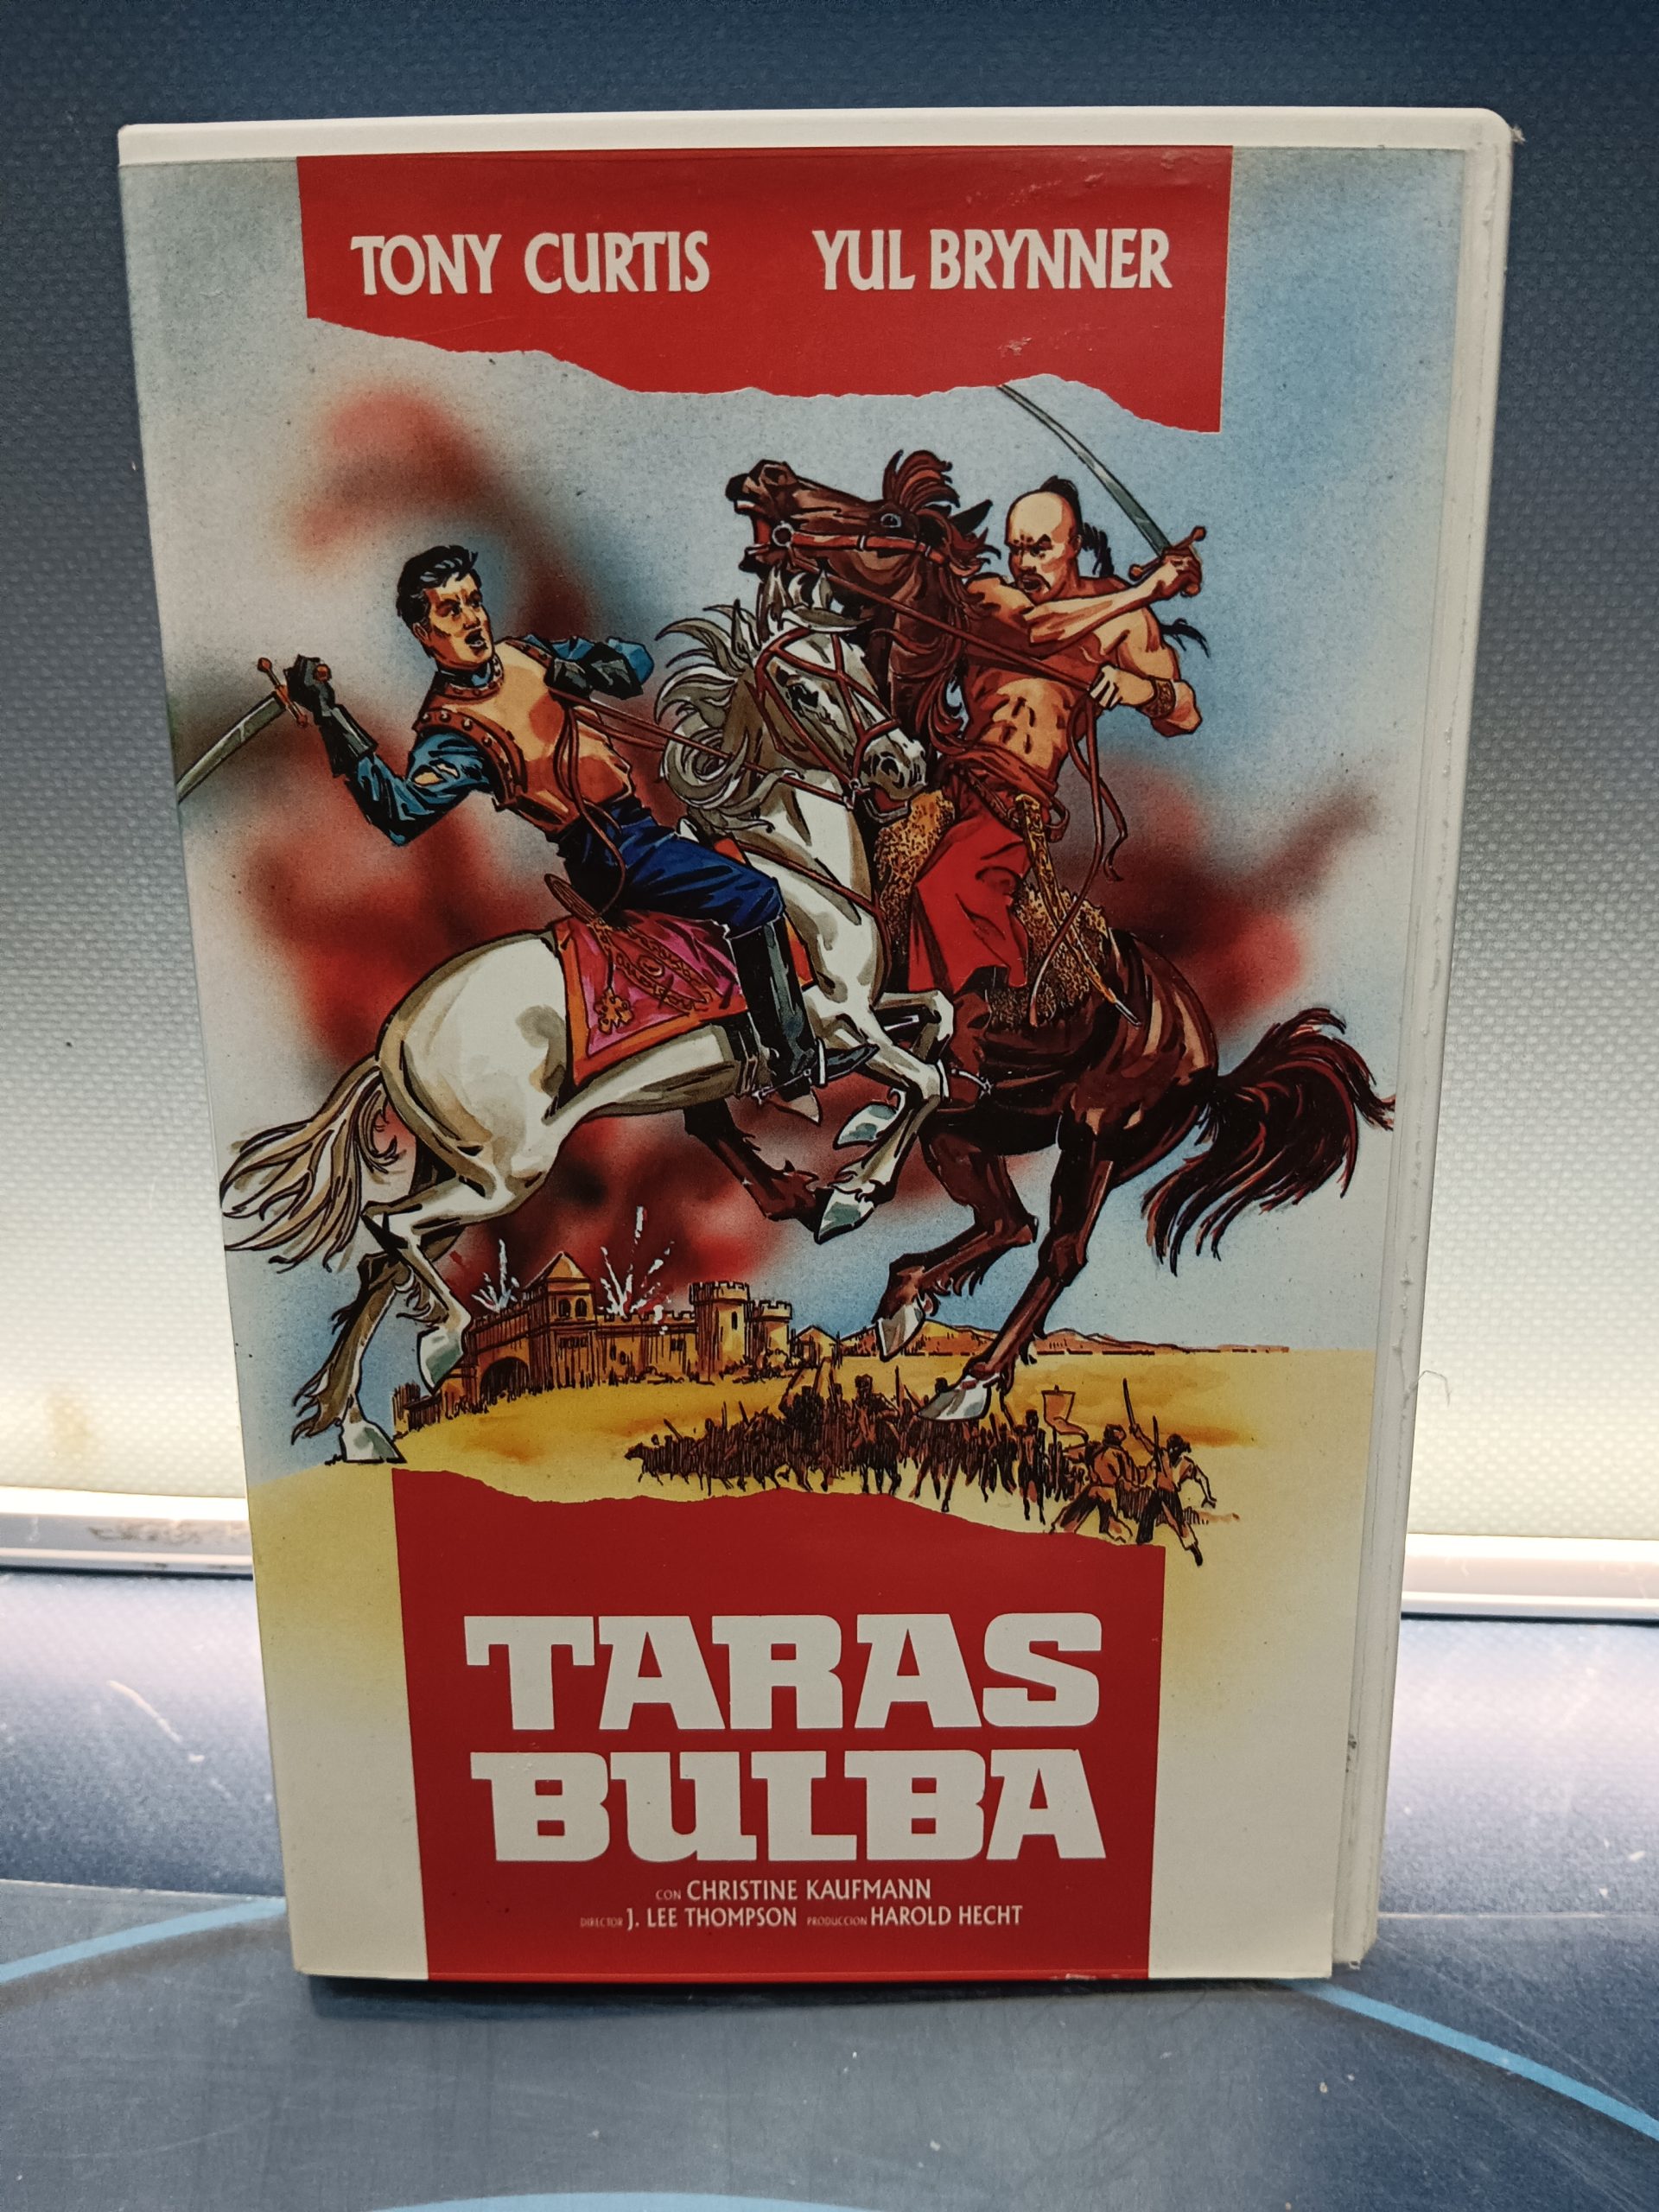 TONY CURTIS YUL BRYNNER
TARAS
BULBA
CON CHRISTINE KAUFMANN
DIRECTOR J. LEE THOMPSON PRODUCCION HAROLD HECHT